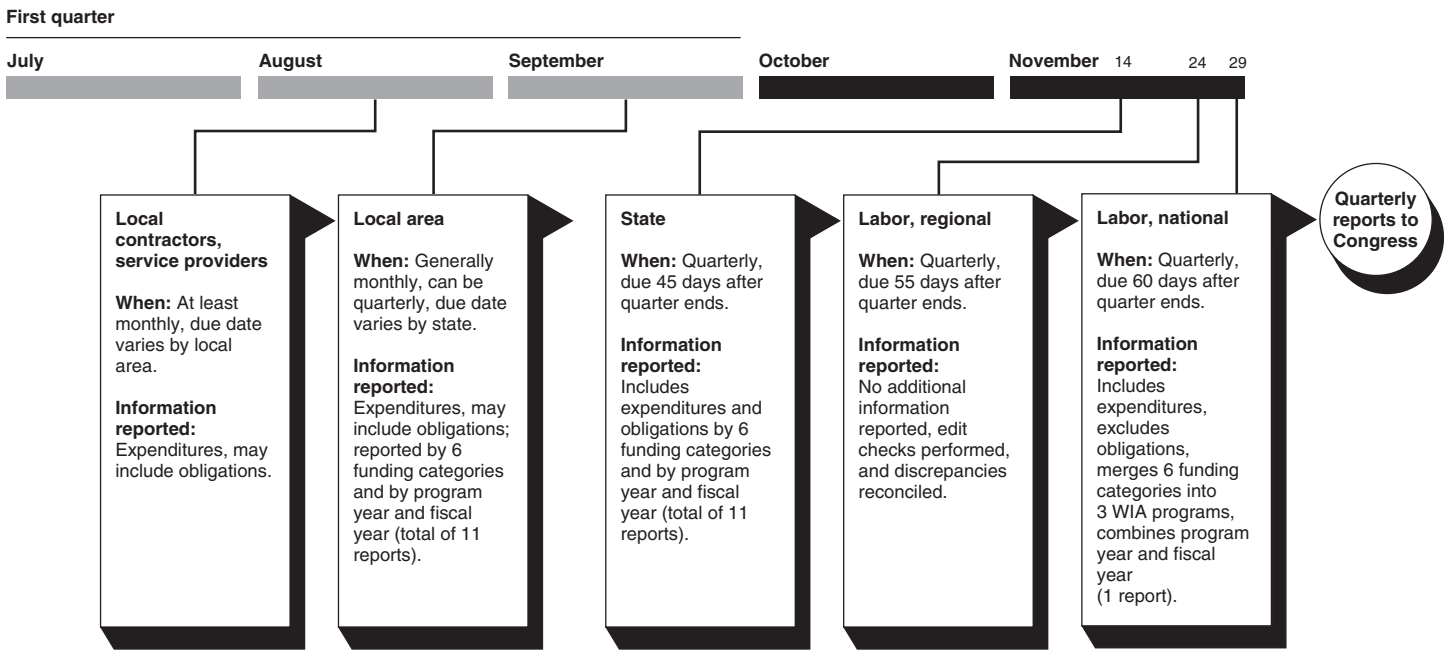 First quarter
July
August
September
October
November
14
24
29
Local
contractors,
service providers
When: At least
monthly, due date
varies by local
area.
Information
reported:
Expenditures, may
include obligations.
Local area
When: Generally
monthly, can be
quarterly, due date
varies by state.
Information
reported:
Expenditures, may
include obligations;
reported by 6
funding categories
and by program
year and fiscal
year (total of 11
reports).
State
When: Quarterly,
due 45 days after
quarter ends.
Information
reported:
Includes
expenditures and
obligations by 6
funding categories
and by program
year and fiscal
year (total of 11
reports).
Labor, regional
When: Quarterly,
due 55 days after
quarter ends.
Information
reported:
No additional
information
reported, edit
checks performed,
and discrepancies
reconciled.
Labor, national
When: Quarterly,
due 60 days after
quarter ends.
Information
reported:
Includes
expenditures,
excludes
obligations,
merges 6 funding
categories into
3 WIA programs,
combines program
year and fiscal
year
(1 report).
Quarterly
reports to
Congress